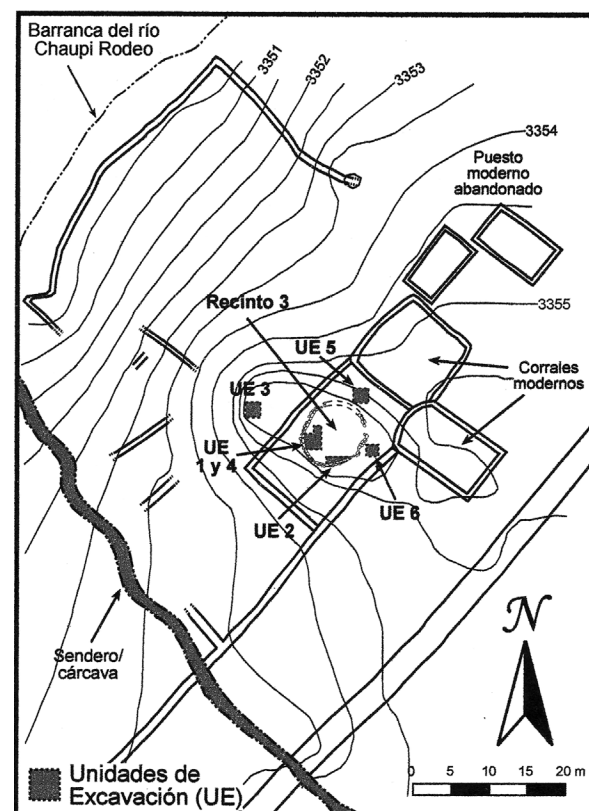 Barranca del río
Chaupi Rodeo
3351
3352
3353
3354
Puesto
moderno
abandonado
Recinto 3
3355
UE 5
Corrales
modernos
UE 3
UE
1 y 4
UE 2
UE 6
N
Sendero/
cárcava
Unidades de
Excavación (UE)
0 5 10 15 20 m